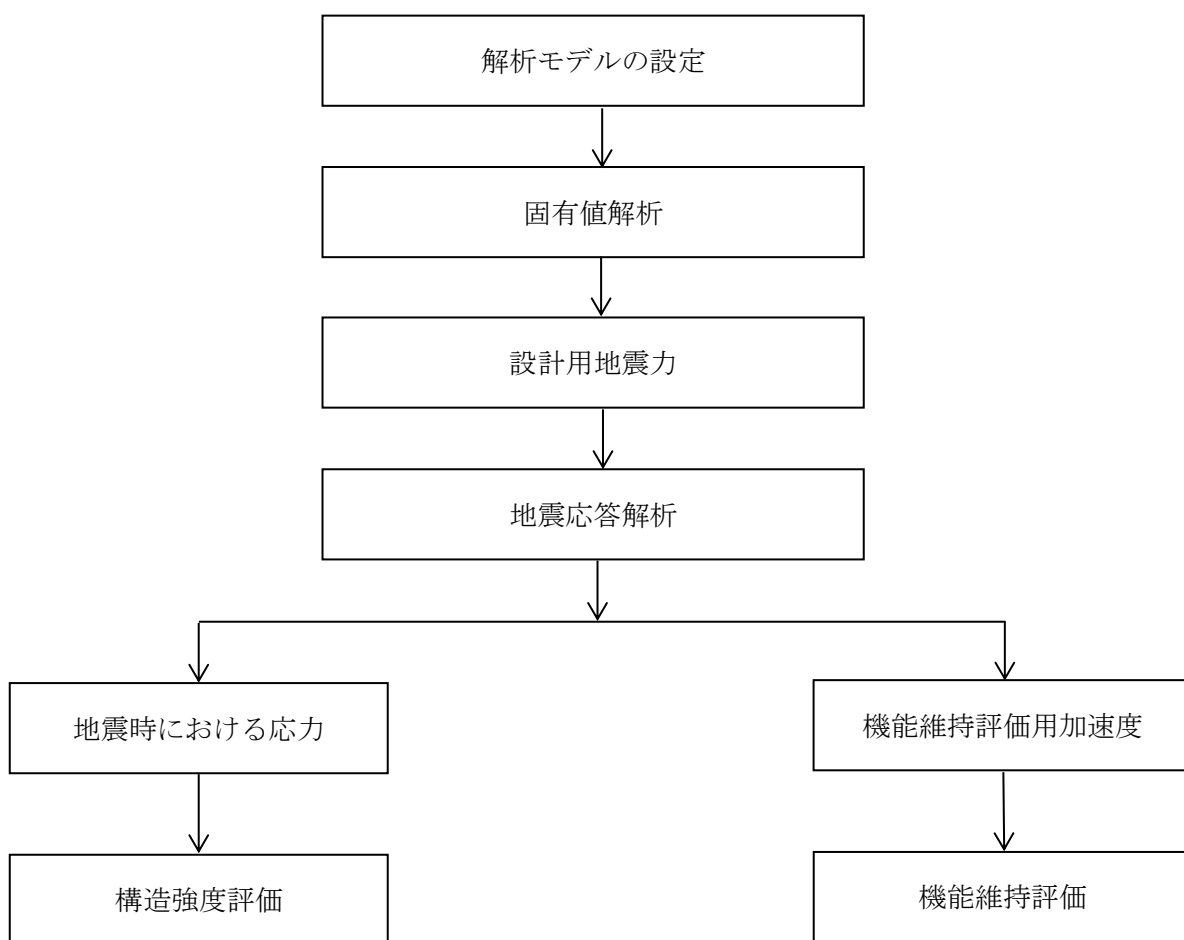 解析モデルの設定
固有値解析
設計用地震力
地震応答解析
地震時における応力
機能維持評価用加速度
構造強度評価
機能維持評価